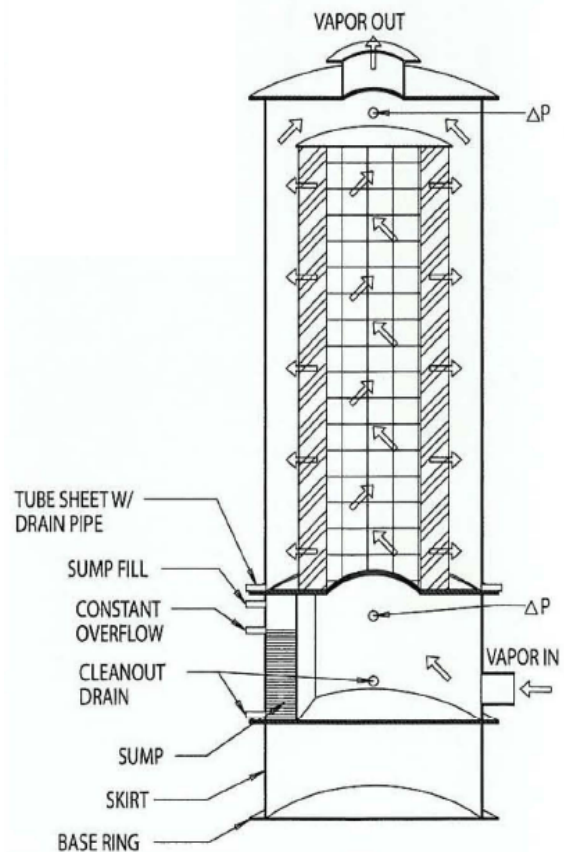 VAPOR OUT
ΔP
TUBE SHEET W/
DRAIN PIPE
SUMP FILL
CONSTANT
OVERFLOW
ΔP
VAPOR IN
CLEANOUT
DRAIN
SUMP
SKIRT
BASE RING